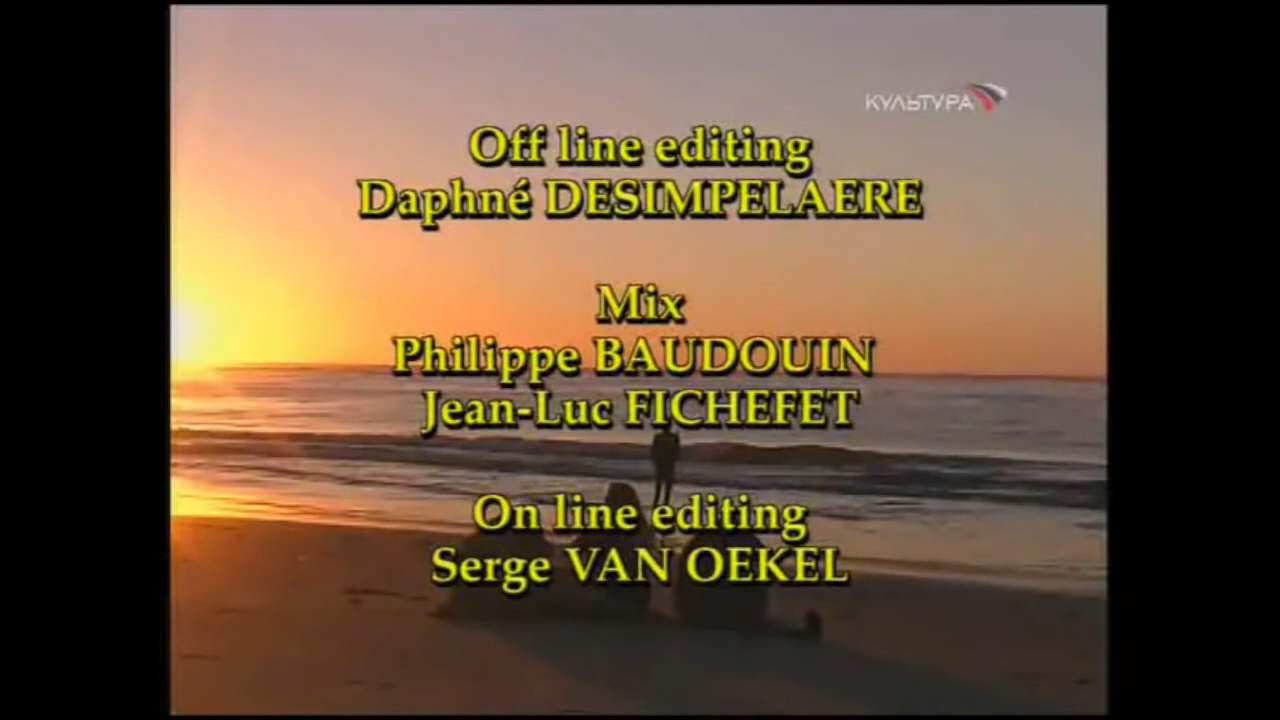 КУЛЬТУРА
Off line editing
Daphné DESIMPELAERE
Mix
Philippe BAUDOUIN
Jean-Luc FICHEFET
On line editing
Serge VAN OEKEL